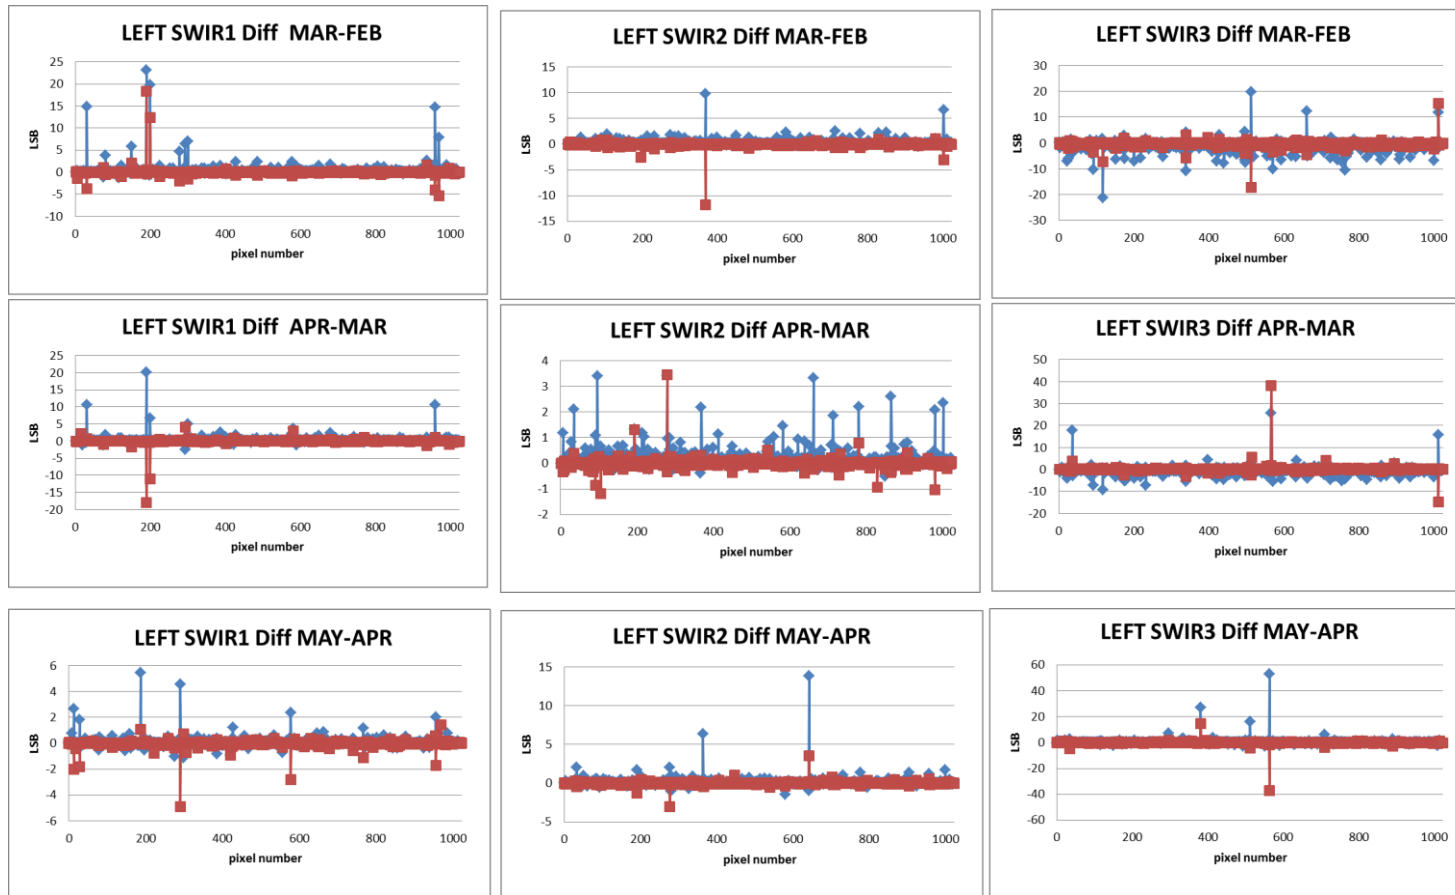 LEFT SWIR1 Diff  MAR-FEB
25
20
15
10
5
0
-5
-10
LSB
0 200 400 600 800 1000
pixel number
LEFT SWIR2 Diff MAR-FEB
15
10
5
0
-5
-10
-15
LSB
0 200 400 600 800 1000
pixel number
LEFT SWIR3 Diff MAR-FEB
30
20
10
0
-10
-20
-30
LSB
0 200 400 600 800 1000
pixel number
LEFT SWIR1 Diff  APR-MAR
25
20
15
10
5
0
-5
-10
-15
-20
LSB
0 200 400 600 800 1000
pixel number
LEFT SWIR2 Diff APR-MAR
4
3
2
1
0
-1
-2
LSB
0 200 400 600 800 1000
pixel number
LEFT SWIR3 Diff APR-MAR
50
40
30
20
10
0
-10
-20
LSB
0 200 400 600 800 1000
pixel number
LEFT SWIR1 Diff MAY-APR
6
4
2
0
-2
-4
-6
LSB
0 200 400 600 800 1000
pixel number
LEFT SWIR2 Diff MAY-APR
15
10
5
0
-5
LSB
0 200 400 600 800 1000
pixel number
LEFT SWIR3 Diff MAY-APR
60
40
20
0
-20
-40
-60
LSB
0 200 400 600 800 1000
pixel number